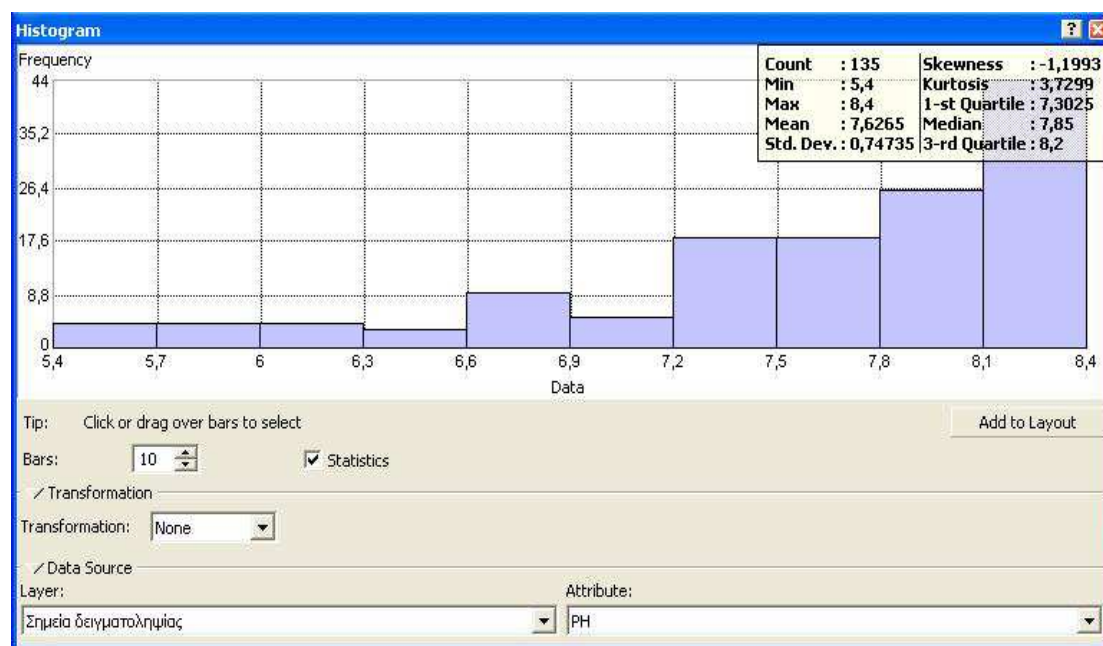 Histogram
Frequency
Count : 135 Skewness : -1,1993
Min : 5,4 Kurtosis : 3,7299
Max : 8,4 1-st Quartile : 7,3025
Mean : 7,6265 Median : 7,85
Std. Dev. : 0,74735 3-rd Quartile : 8,2
44
35,2
26,4
17,6
8,8
0
5,4 5,7 6 6,3 6,6 6,9 7,2 7,5 7,8 8,1 8,4
Data
Tip: Click or drag over bars to select
Add to Layout
Bars: 10 Statistics
Transformation
Transformation: None
Data Source
Layer: Attribute:
Σημεία δειγματοληψίας PH